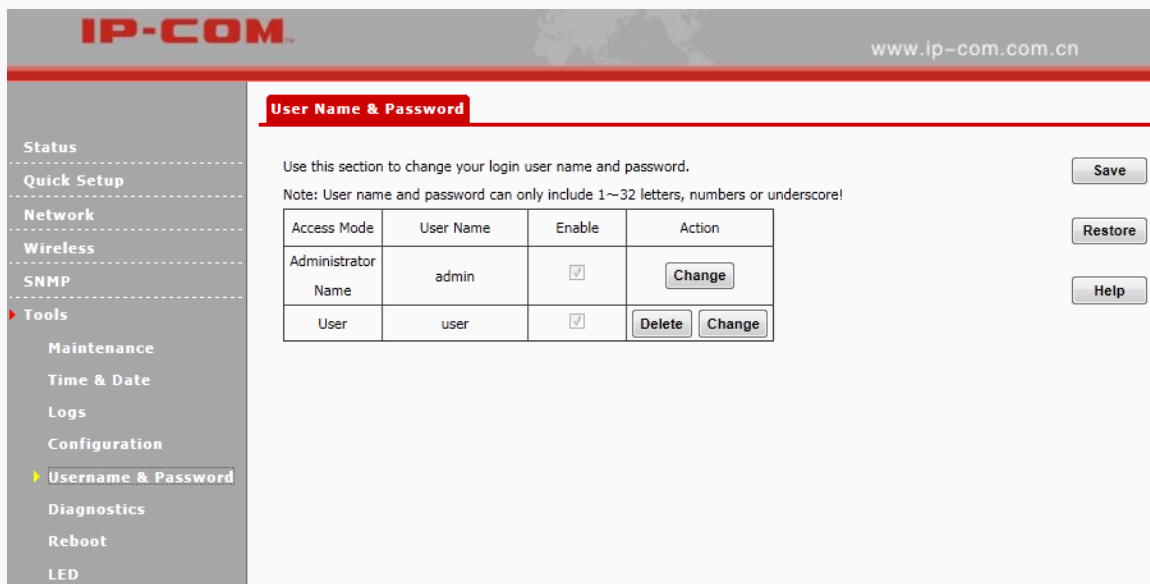 IP-COM
www.ip-com.com.cn
User Name & Password
Status
Quick Setup
Network
Wireless
SNMP
Tools
Maintenance
Time & Date
Logs
Configuration
Username & Password
Diagnostics
Reboot
LED
Use this section to change your login user name and password.
Note: User name and password can only include 1~32 letters, numbers or underscore!
Access Mode User Name Enable Action
Administrator
Name admin Change
User user Delete Change
Save
Restore
Help